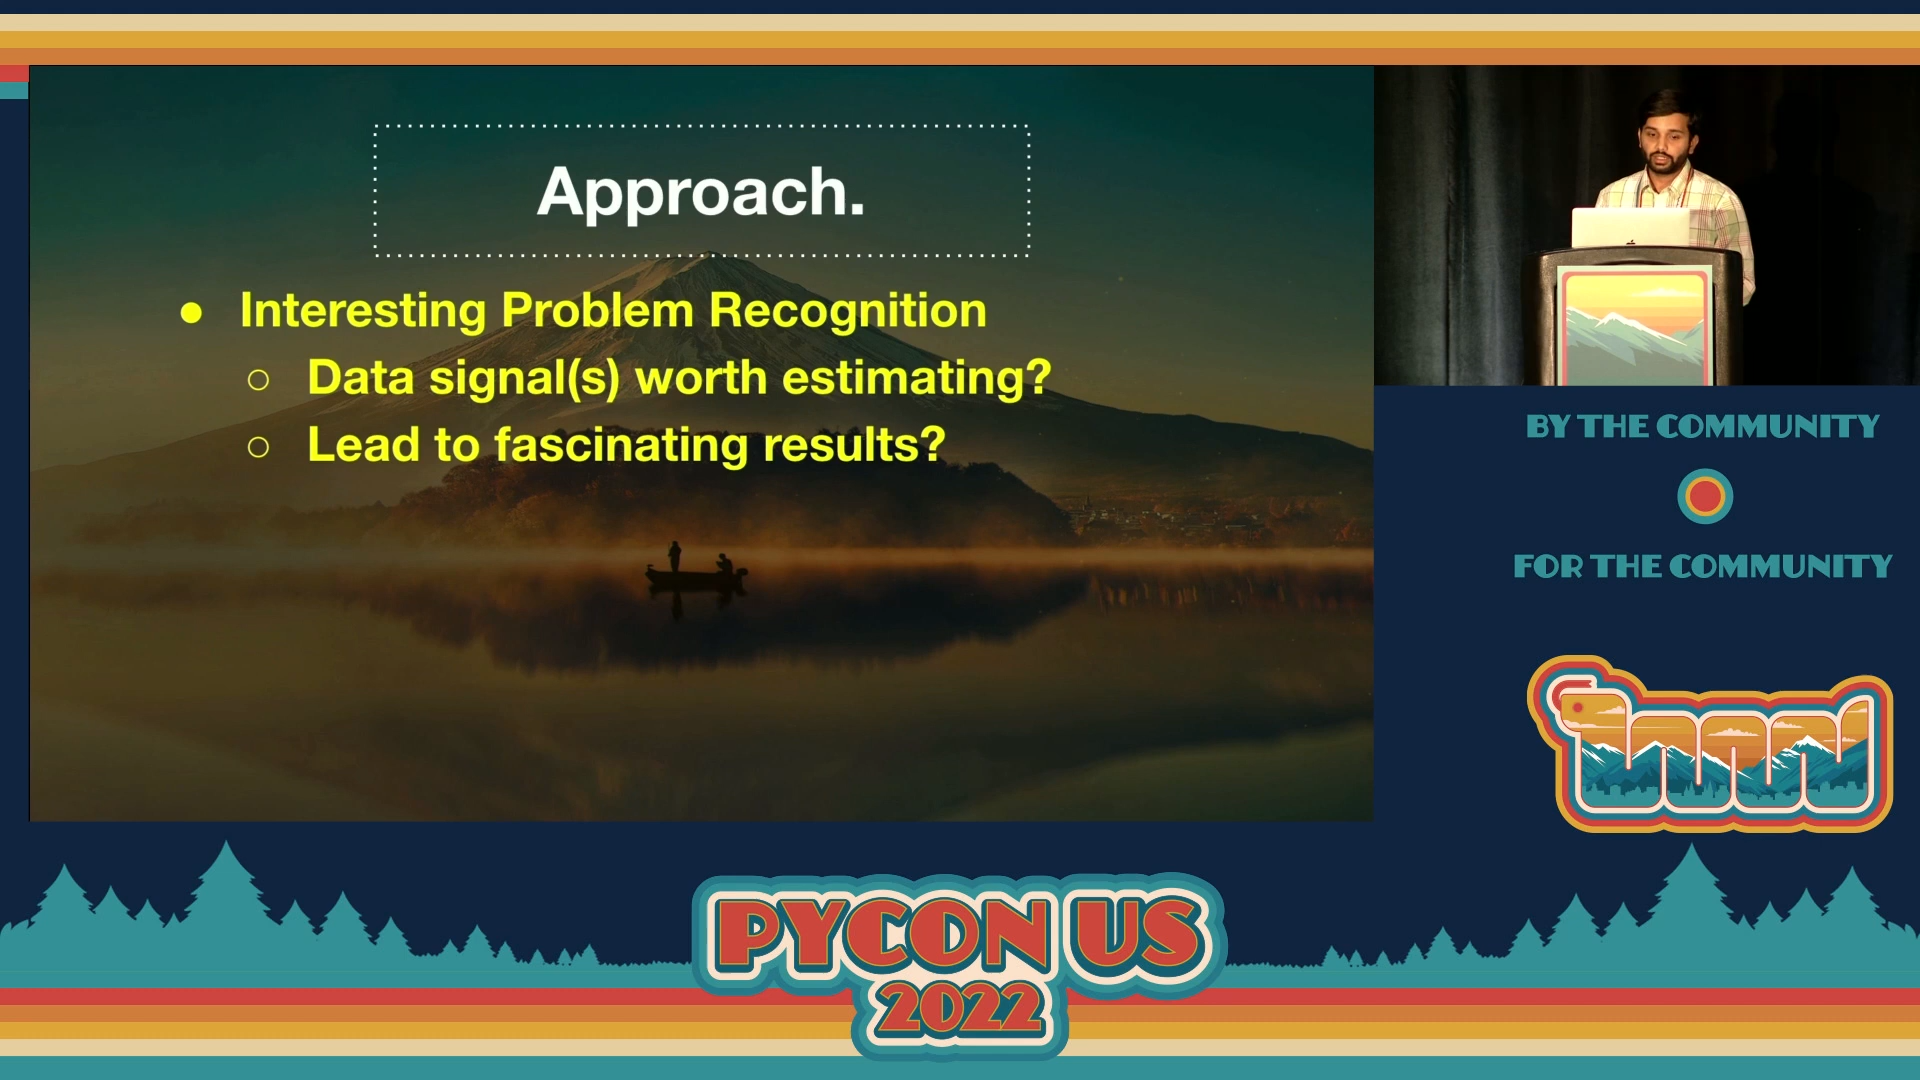 Approach.
● Interesting Problem Recognition
○ Data signal(s) worth estimating?
○ Lead to fascinating results?
BY THE COMMUNITY
FOR THE COMMUNITY
PYCON US
2022